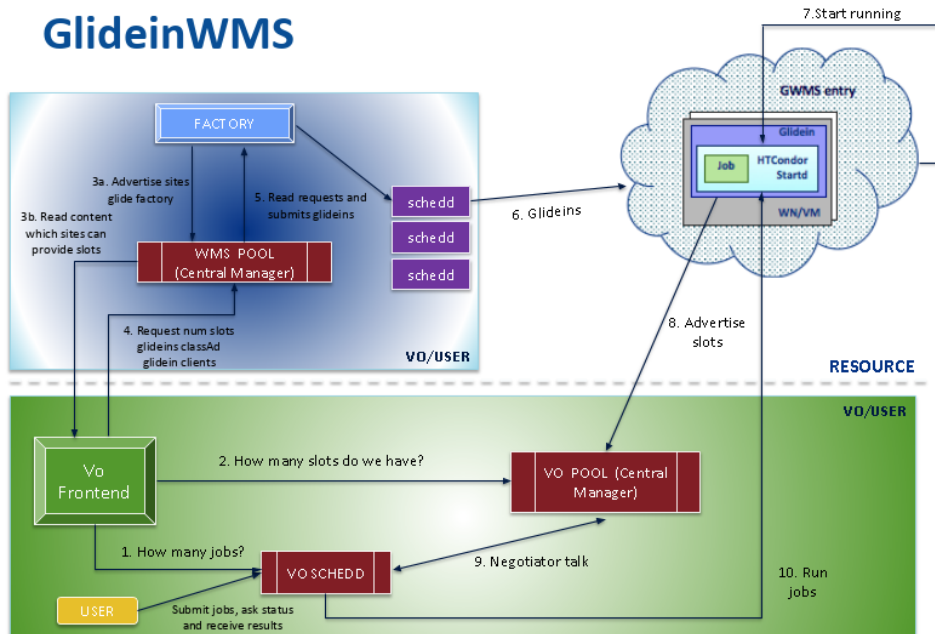 GlideinWMS
7.Start running
GWMS entry
FACTORY
Glidein
Job
HTCondor
Startd
WN/VM
3a. Advertise sites
glide factory
5. Read requests and
submits glideins
3b. Read content
which sites can
provide slots
schedd
schedd
schedd
6. Glideins
WMS POOL
(Central Manager)
4. Request num slots
glideins classAd
glidein clients
VO/USER
8. Advertise
slots
RESOURCE
VO/USER
Vo
Frontend
2. How many slots do we have?
VO POOL (Central
Manager)
1. How many jobs?
VO SCHEDD
9. Negotiator talk
10. Run
jobs
USER
Submit jobs, ask status
and receive results